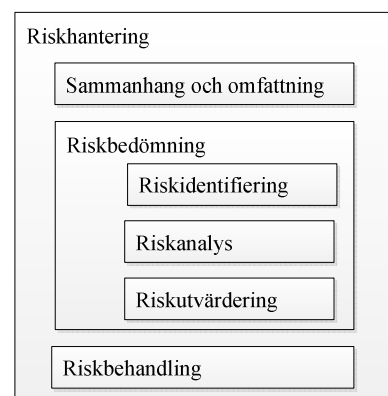 Riskhantering
Sammanhang och omfattning
Riskbedömning
Riskidentifiering
Riskanalys
Riskutvärdering
Riskbehandling